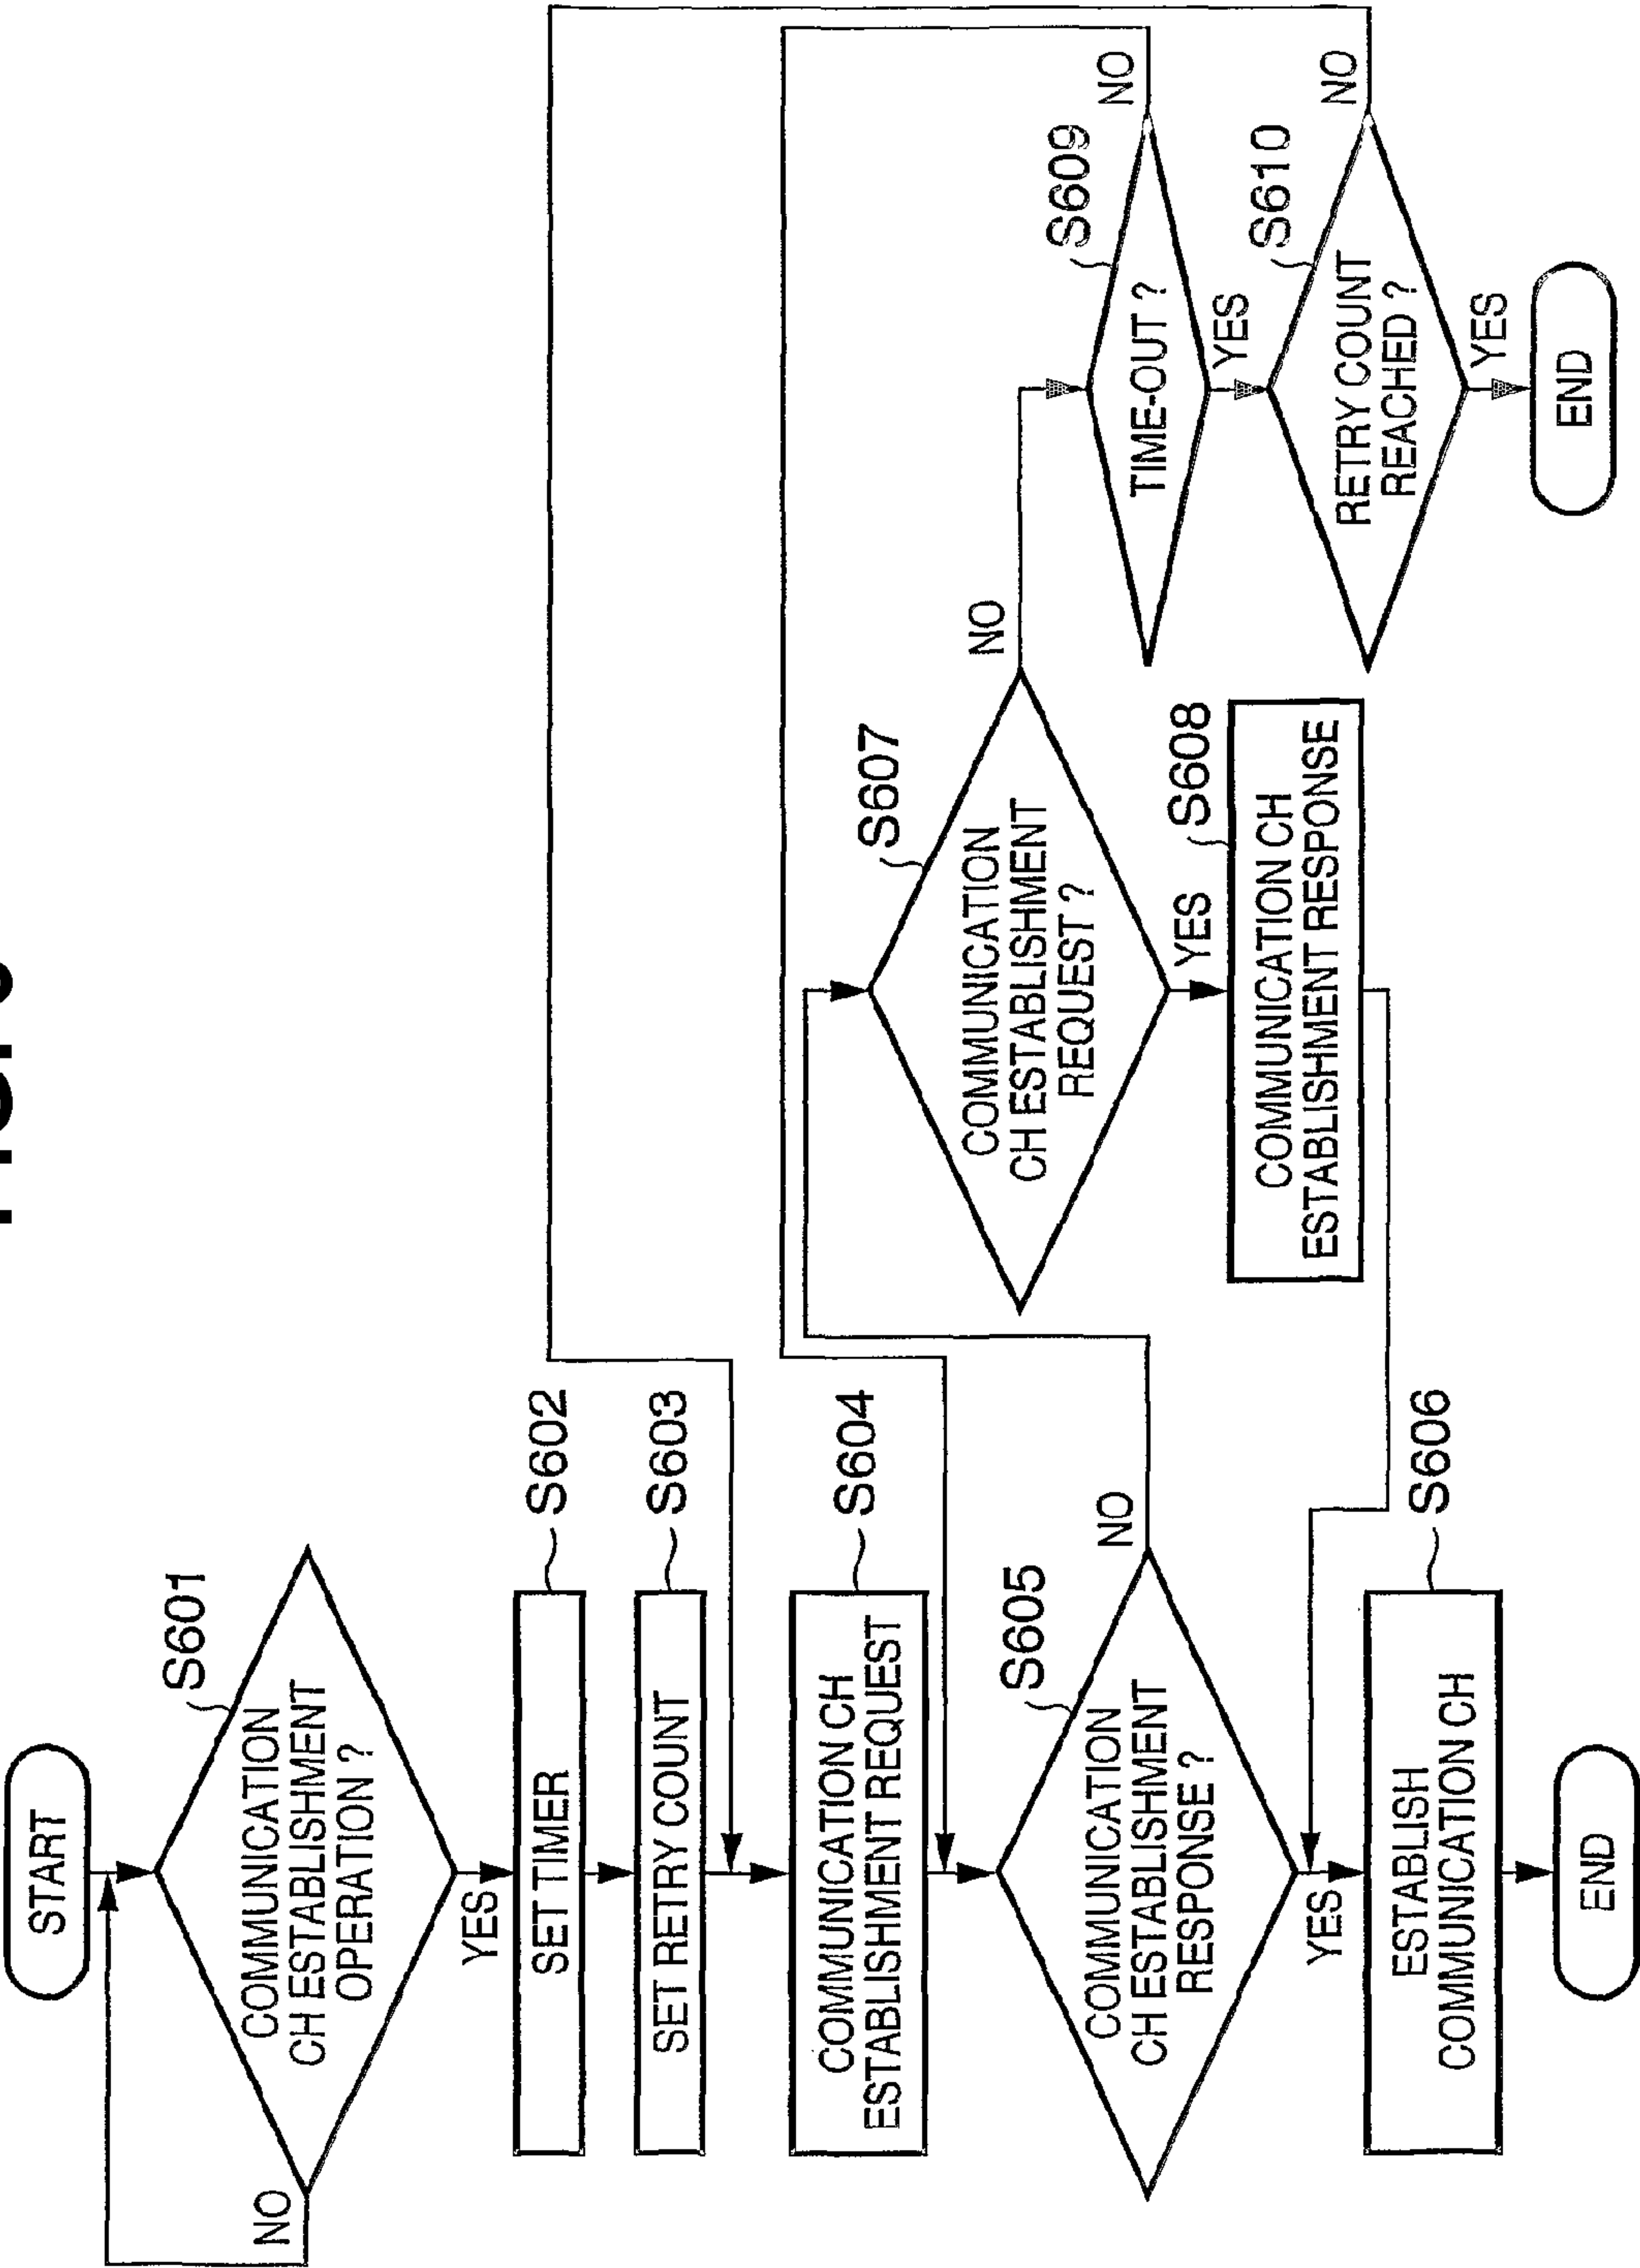 START
S601
COMMUNICATION
CH ESTABLISHMENT
OPERATION ?
NO
YES
S602
SET TIMER
S603
SET RETRY COUNT
S604
COMMUNICATION CH
ESTABLISHMENT REQUEST
S605
COMMUNICATION
CH ESTABLISHMENT
RESPONSE ?
NO
YES
S606
ESTABLISH
COMMUNICATION CH
END
S607
COMMUNICATION
CH ESTABLISHMENT
REQUEST ?
NO
YES
S608
COMMUNICATION CH
ESTABLISHMENT RESPONSE
S609
TIME-OUT ?
NO
YES
S610
RETRY COUNT
REACHED ?
NO
YES
END